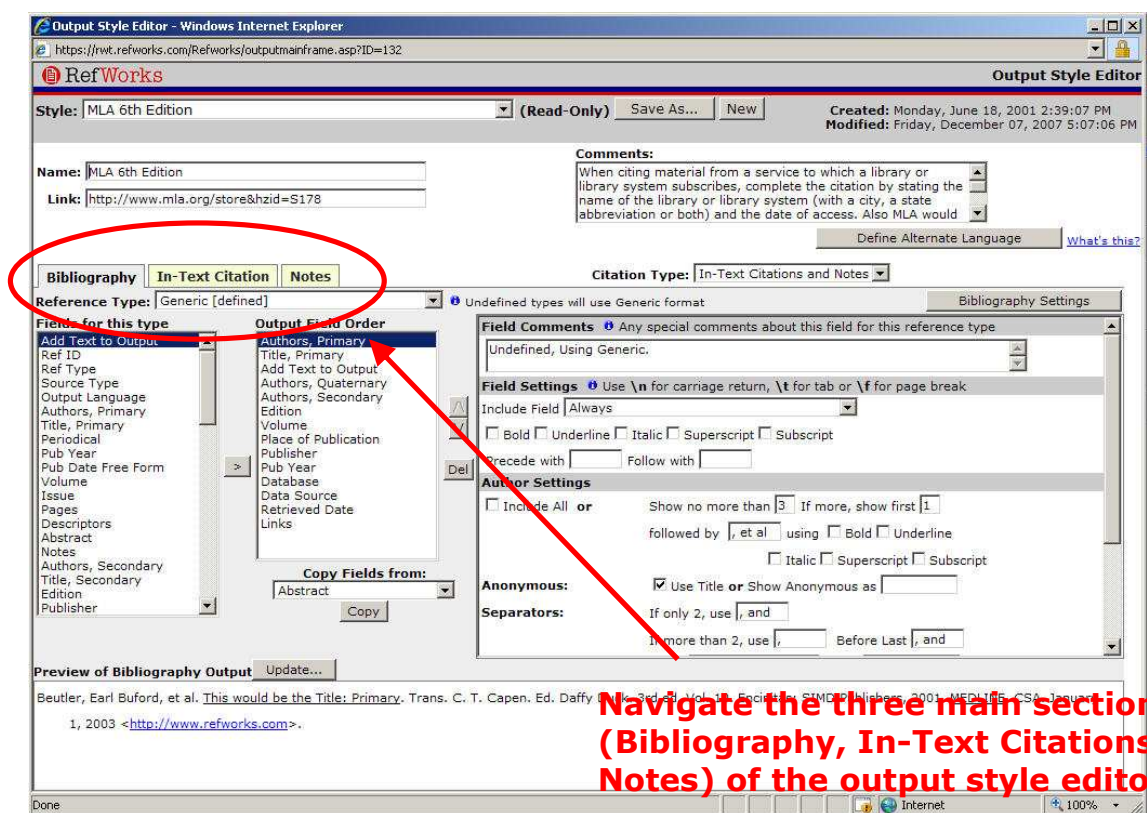 Output Style Editor - Windows Internet Explorer
https://rwt.refworks.com/Refworks/outputmainframe.asp?ID=132
RefWorks Output Style Editor
Style: MLA 6th Edition (Read-Only) Save As... New Created: Monday, June 18, 2001 2:39:07 PM
Modified: Friday, December 07, 2007 5:07:06 PM
Comments:
Name: MLA 6th Edition
Link: http://www.mla.org/store&hzid=S178
When citing material from a service to which a library or
library system subscribes, complete the citation by stating the
name of the library or library system (with a city, a state
abbreviation or both) and the date of access. Also MLA would
Define Alternate Language What's this?
Bibliography In-Text Citation Notes Citation Type: In-Text Citations and Notes
Reference Type: Generic [defined] Undefined types will use Generic format Bibliography Settings
Fields for this type
Add Text to Output
Ref ID
Ref Type
Source Type
Output Language
Authors, Primary
Title, Primary
Periodical
Pub Year
Pub Date Free Form
Volume
Issue
Pages
Descriptors
Abstract
Notes
Authors, Secondary
Title, Secondary
Edition
Publisher
>
Output Field Order
Authors, Primary
Title, Primary
Add Text to Output
Authors, Quaternary
Authors, Secondary
Edition
Volume
Place of Publication
Publisher
Pub Year
Database
Data Source
Retrieved Date
Links
Del
Copy Fields from:
Abstract
Copy
Field Comments Any special comments about this field for this reference type
Undefined, Using Generic.
Field Settings Use \n for carriage return, \t for tab or \f for page break
Include Field Always
Bold Underline Italic Superscript Subscript
Precede with Follow with
Author Settings
Include All or Show no more than 3 If more, show first 1
followed by , et al using Bold Underline
Italic Superscript Subscript
Anonymous: Use Title or Show Anonymous as
Separators: If only 2, use , and
If more than 2, use , Before Last , and
Preview of Bibliography Output Update...
Beutler, Earl Buford, et al. This would be the Title: Primary. Trans. C. T. Capen. Ed. Daffy Duck. 3rd ed. Vol. Encinitas: SIMD Publishers, 2001. MEDLINE. CSA. January
1, 2003 <http://www.refworks.com>.
Navigate the three main section
(Bibliography, In-Text Citations
Notes) of the output style edito
Done Internet 100%